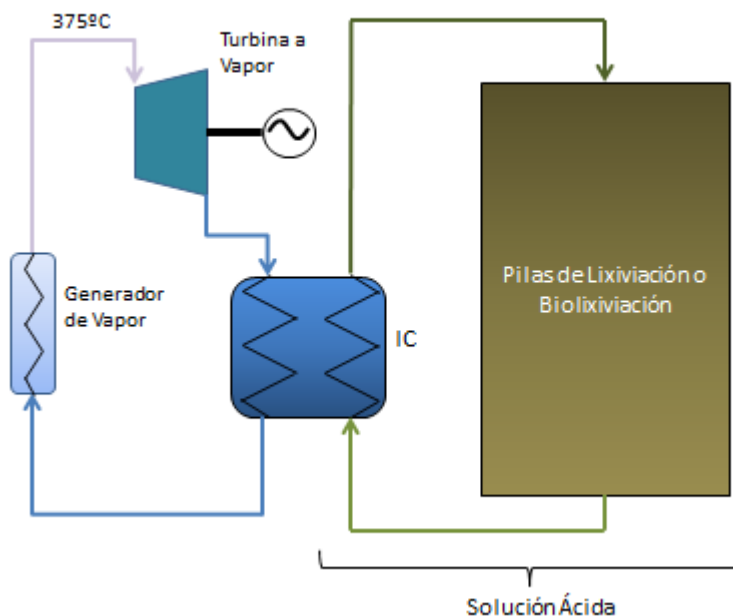 375ºC
Turbina a
Vapor
Generador
de Vapor
IC
Pilas de Lixiviación o
Biolixiviación
Solución Ácida